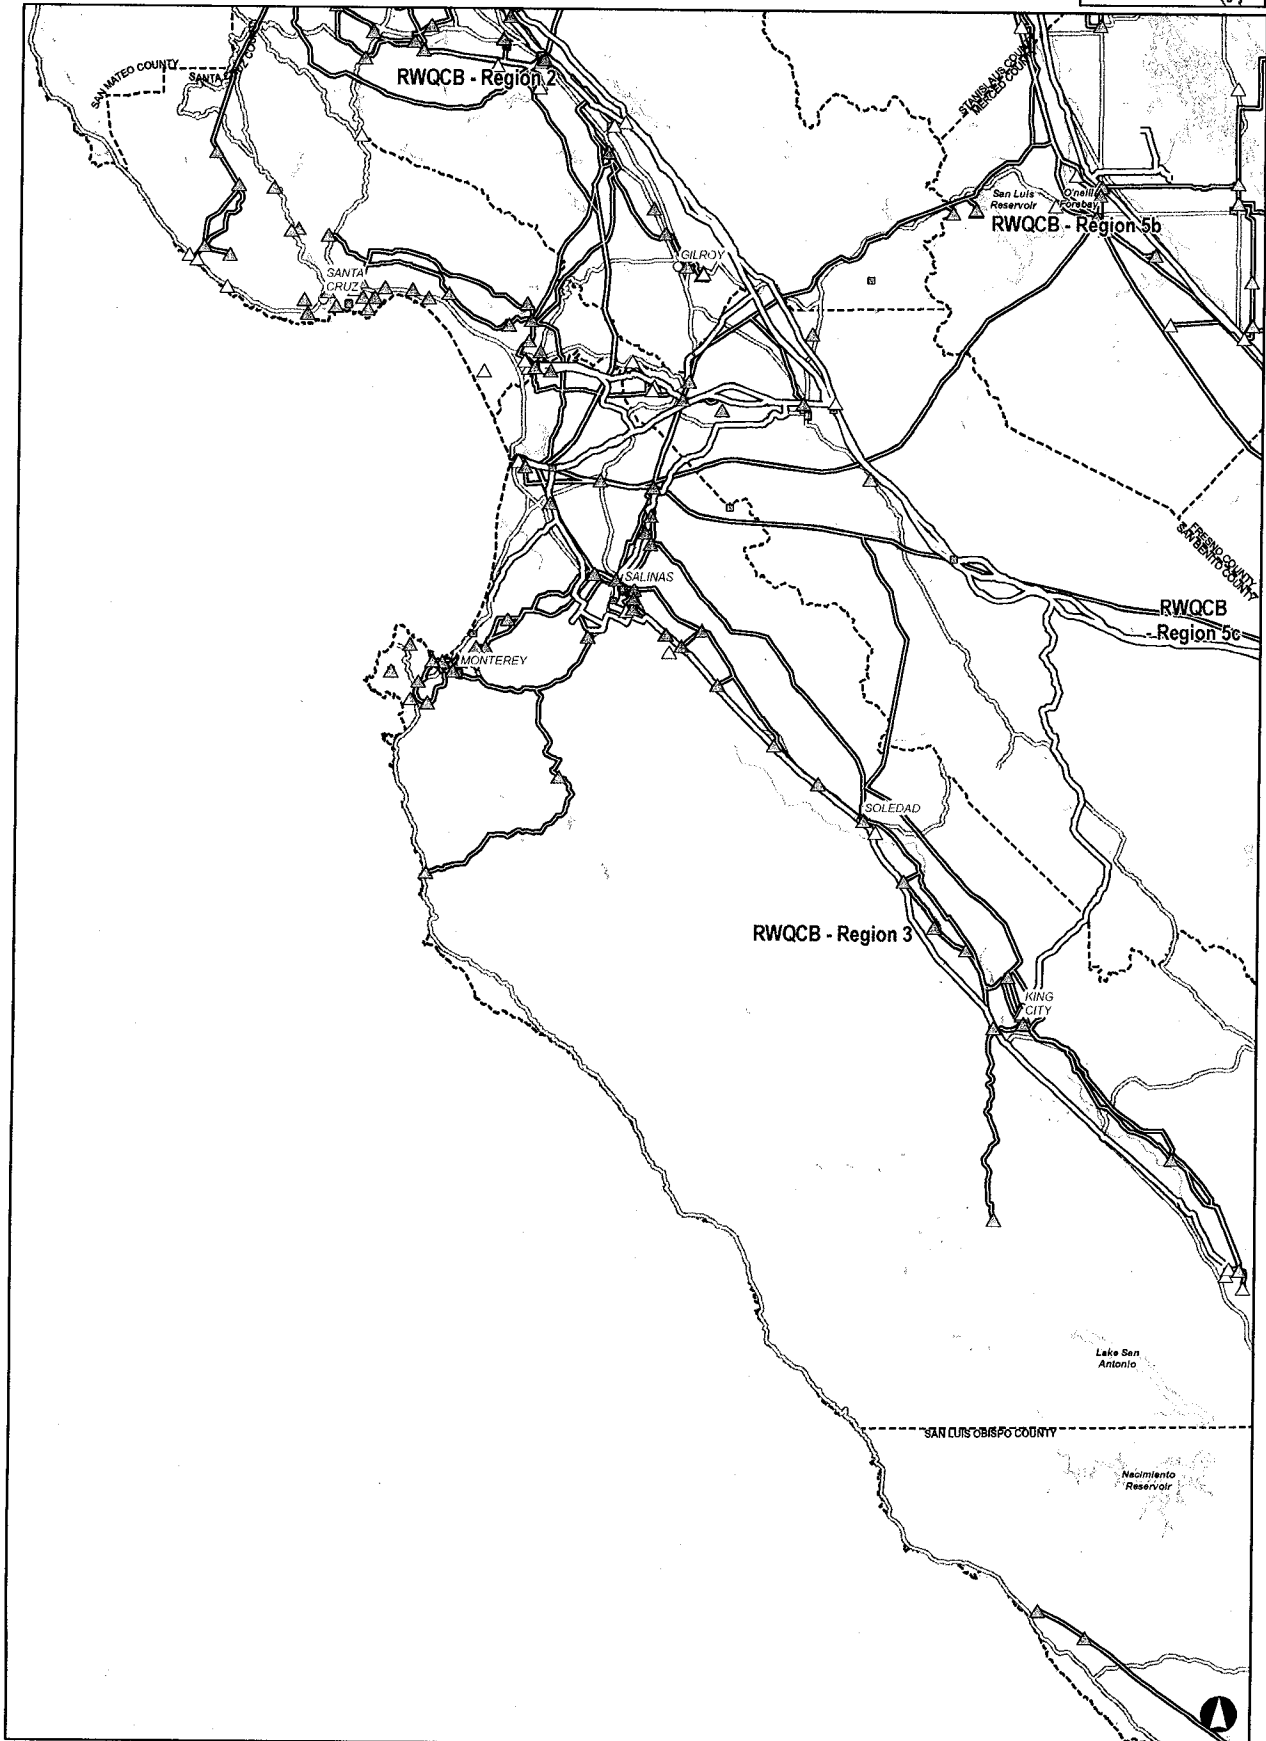 RWQCB - Region 2
SAN MATEO COUNTY
STANISLAUS COUNTY
MERCED COUNTY
San Luis
Reservoir
O'neill
Forebay
RWQCB - Region 5b
GILROY
SANTA
CRUZ
FRESNO COUNTY
SAN BENITO COUNTY
SALINAS
RWQCB
- Region 5c
MONTEREY
SOLEDAD
RWQCB - Region 3
KING
CITY
Lake San
Antonio
SAN LUIS OBISPO COUNTY
Nacimiento
Reservoir